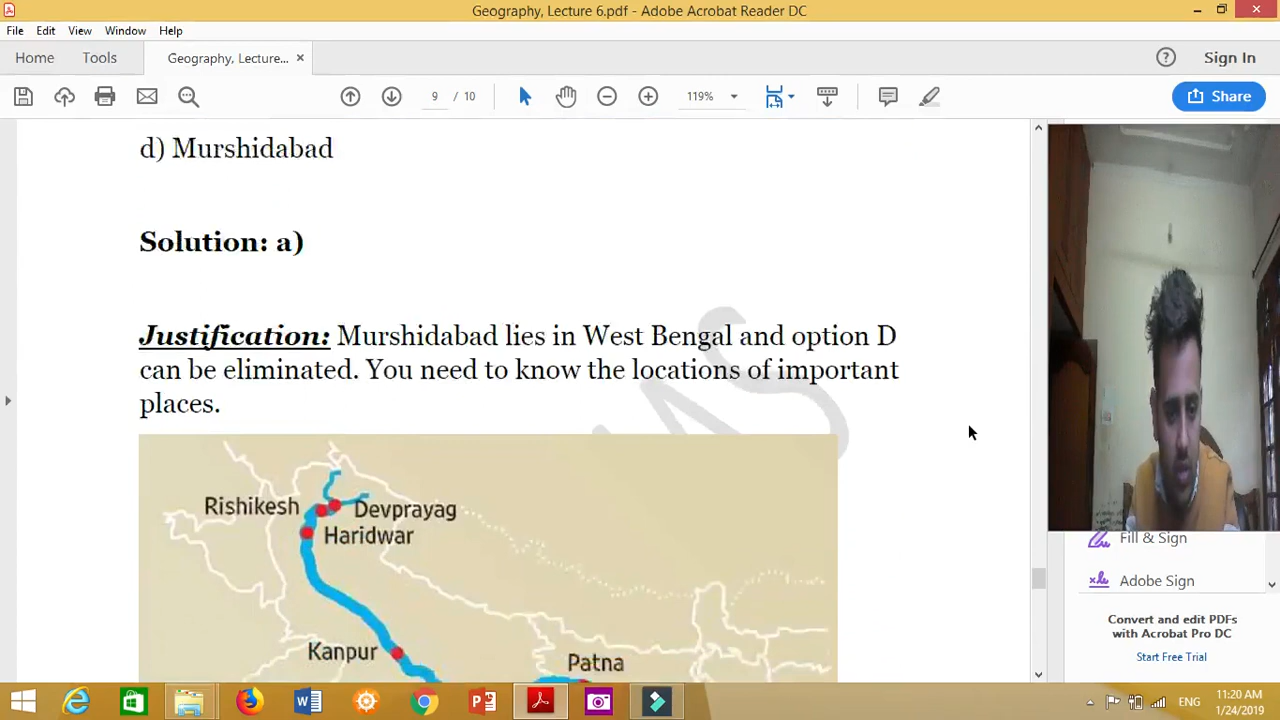 Geography, Lecture 6.pdf - Adobe Acrobat Reader DC
File Edit View Window Help
Home Tools Geography, Lecture... × Sign In
9 / 10 119% Share
d) Murshidabad
Solution: a)
Justification: Murshidabad lies in West Bengal and option D
can be eliminated. You need to know the locations of important
places.
Rishikesh
Devprayag
Haridwar
Kanpur
Patna
Fill & Sign
Adobe Sign
Convert and edit PDFs
with Acrobat Pro DC
Start Free Trial
ENG
11:20 AM
1/24/2019